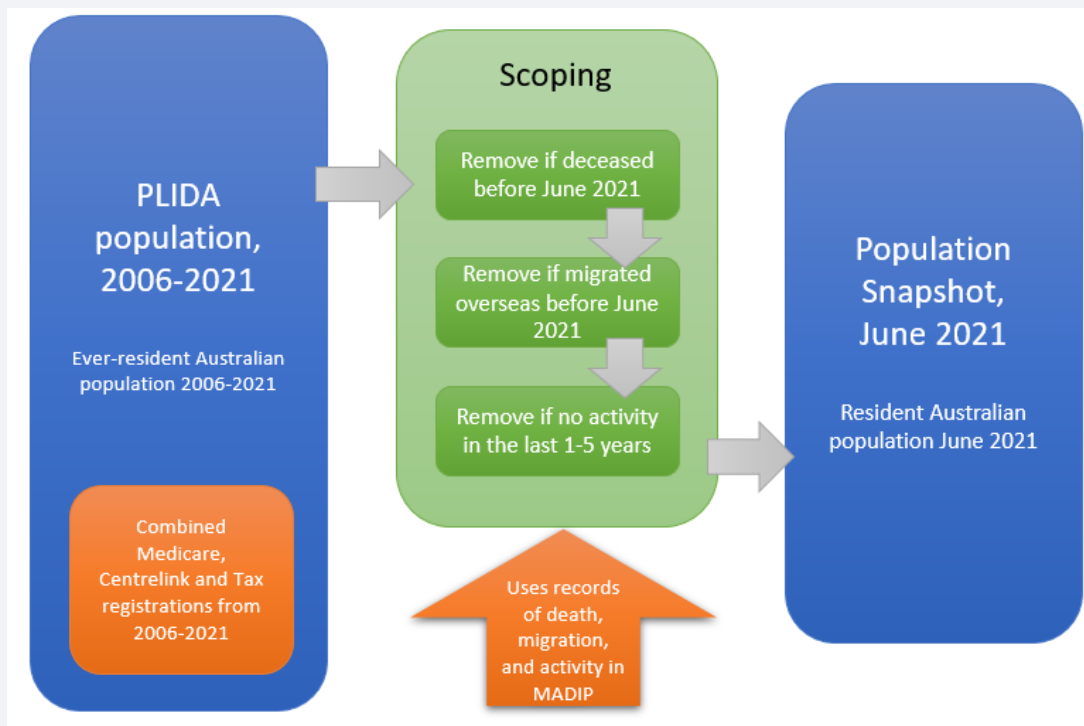 PLIDA
population,
2006-2021
Ever-resident Australian
population 2006-2021
Combined
Medicare,
Centrelink and Tax
registrations from
2006-2021
Scoping
Remove if deceased
before June 2021
Remove if migrated
overseas before June
2021
Remove if no activity
in the last 1-5 years
Uses records
of death,
migration,
and activity in
MADIP
Population
Snapshot,
June 2021
Resident Australian
population June 2021